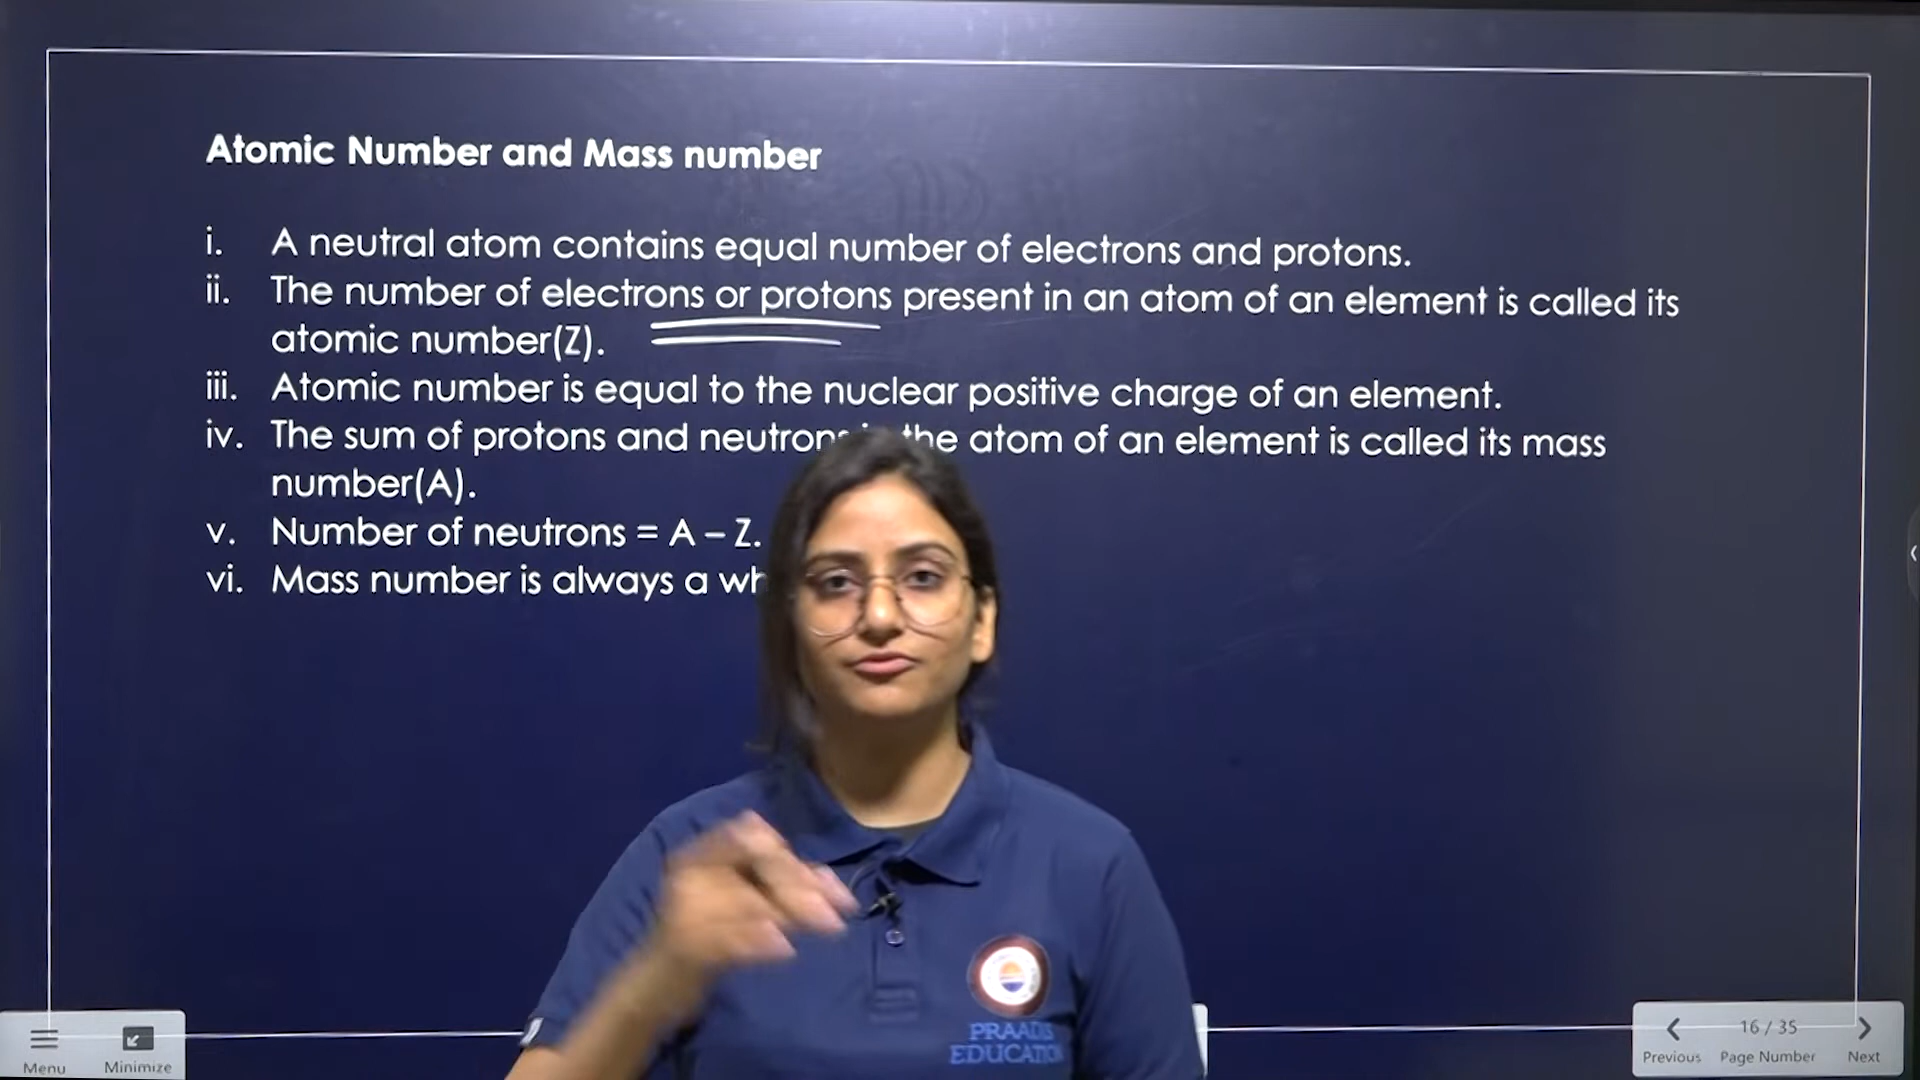 Atomic Number and Mass number
i. A neutral atom contains equal number of electrons and protons.
ii. The number of electrons or protons present in an atom of an element is called its
atomic number(Z).
iii. Atomic number is equal to the nuclear positive charge of an element.
iv. The sum of protons and the atom of an element is called its mass
number(A).
v. Number of neutrons = A – Z.
vi. Mass number is always a
PRAADIS
EDUCATION
Menu
Minimize
16 / 35
Previous Page Number Next